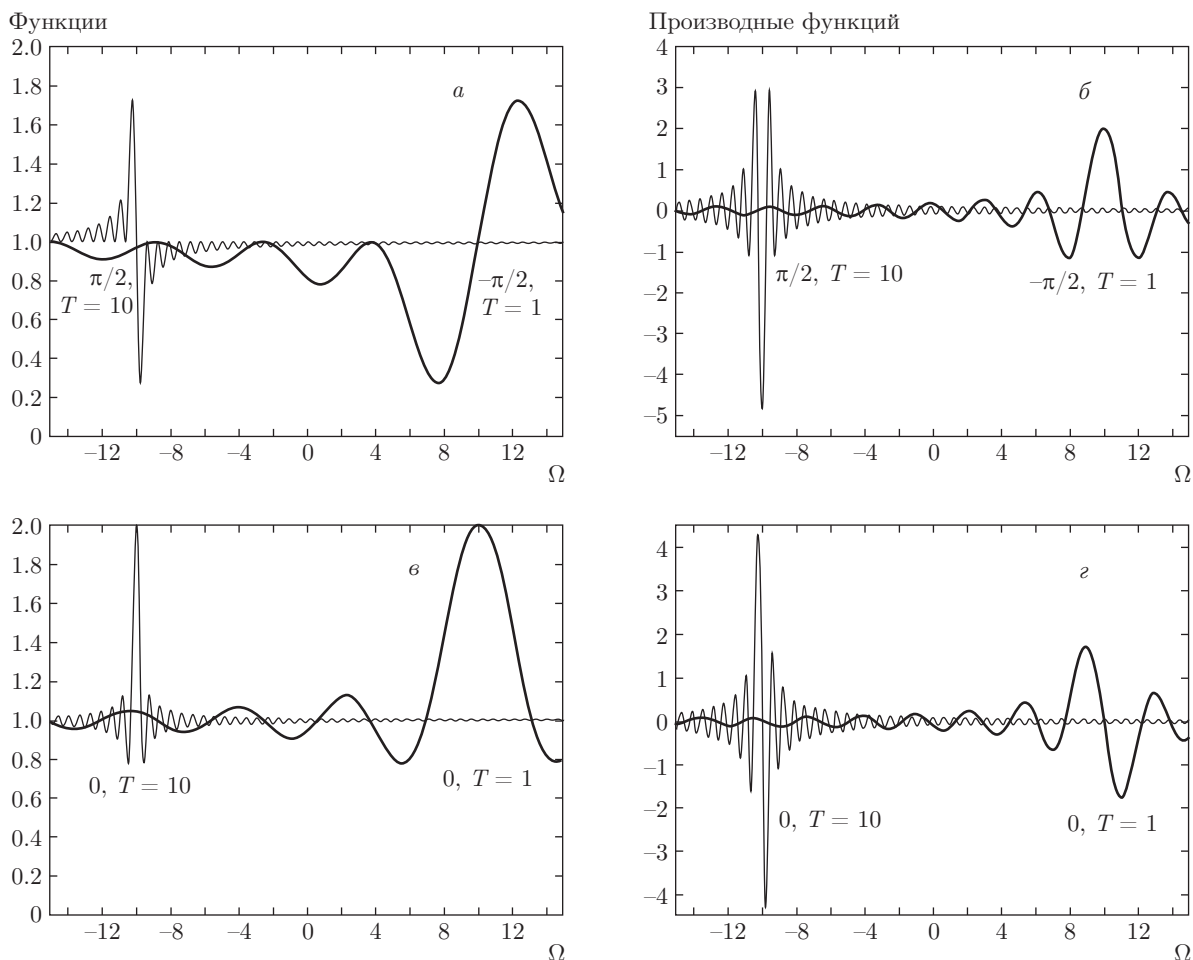 Функции
Производные функций
2.0
1.8
1.6
1.4
1.2
1.0
0.8
0.6
0.4
0.2
0
а
π/2,
T = 10
–π/2,
T = 1
–12 –8 –4 0 4 8 12
Ω
4
3
2
1
0
–1
–2
–3
–4
–5
б
π/2, T = 10
–π/2, T = 1
–12 –8 –4 0 4 8 12
Ω
2.0
1.8
1.6
1.4
1.2
1.0
0.8
0.6
0.4
0.2
0
в
0, T = 10
0, T = 1
–12 –8 –4 0 4 8 12
Ω
4
3
2
1
0
–1
–2
–3
–4
г
0, T = 10
0, T = 1
–12 –8 –4 0 4 8 12
Ω